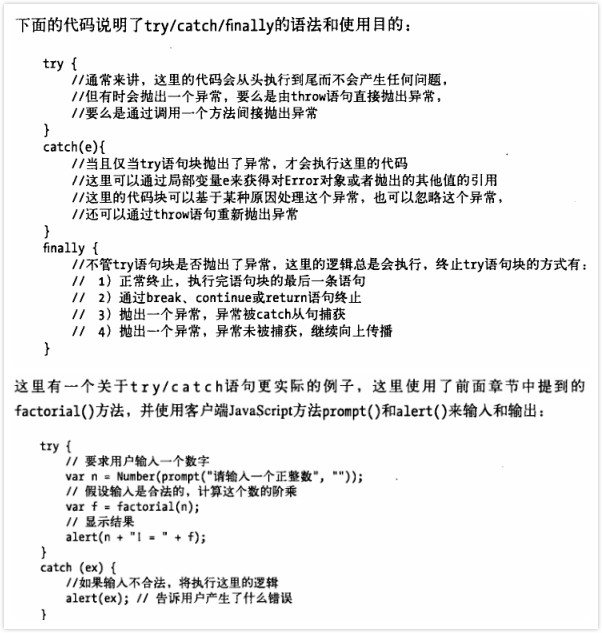 下面的代码说明了try/catch/finally的语法和使用目的：
try {
//通常来讲，这里的代码会从头执行到尾而不会产生任何问题，
//但有时会抛出一个异常，要么是由throw语句直接抛出异常，
//要么是通过调用一个方法间接抛出异常
}
catch(e){
//当且仅当try语句块抛出了异常，才会执行这里的代码
//这里可以通过局部变量e来获得对Error对象或者抛出的其他值的引用
//这里的代码块可以基于某种原因处理这个异常，也可以忽略这个异常，
//还可以通过throw语句重新抛出异常
}
finally {
//不管try语句块是否抛出了异常，这里的逻辑总是会执行，终止try语句块的方式有：
// 1）正常终止，执行完语句块的最后一条语句
// 2）通过break、continue或return语句终止
// 3）抛出一个异常，异常被catch从句捕获
// 4）抛出一个异常，异常未被捕获，继续向上传播
}
这里有一个关于try/catch语句更实际的例子，这里使用了前面章节中提到的
factorial()方法，并使用客户端JavaScript方法prompt()和alert()来输入和输出：
try {
// 要求用户输入一个数字
var n = Number(prompt("请输入一个正整数", ""));
// 假设输入是合法的，计算这个数的阶乘
var f = factorial(n);
// 显示结果
alert(n + "! = " + f);
}
catch (ex) {
//如果输入不合法，将执行这里的逻辑
alert(ex); // 告诉用户产生了什么错误
}